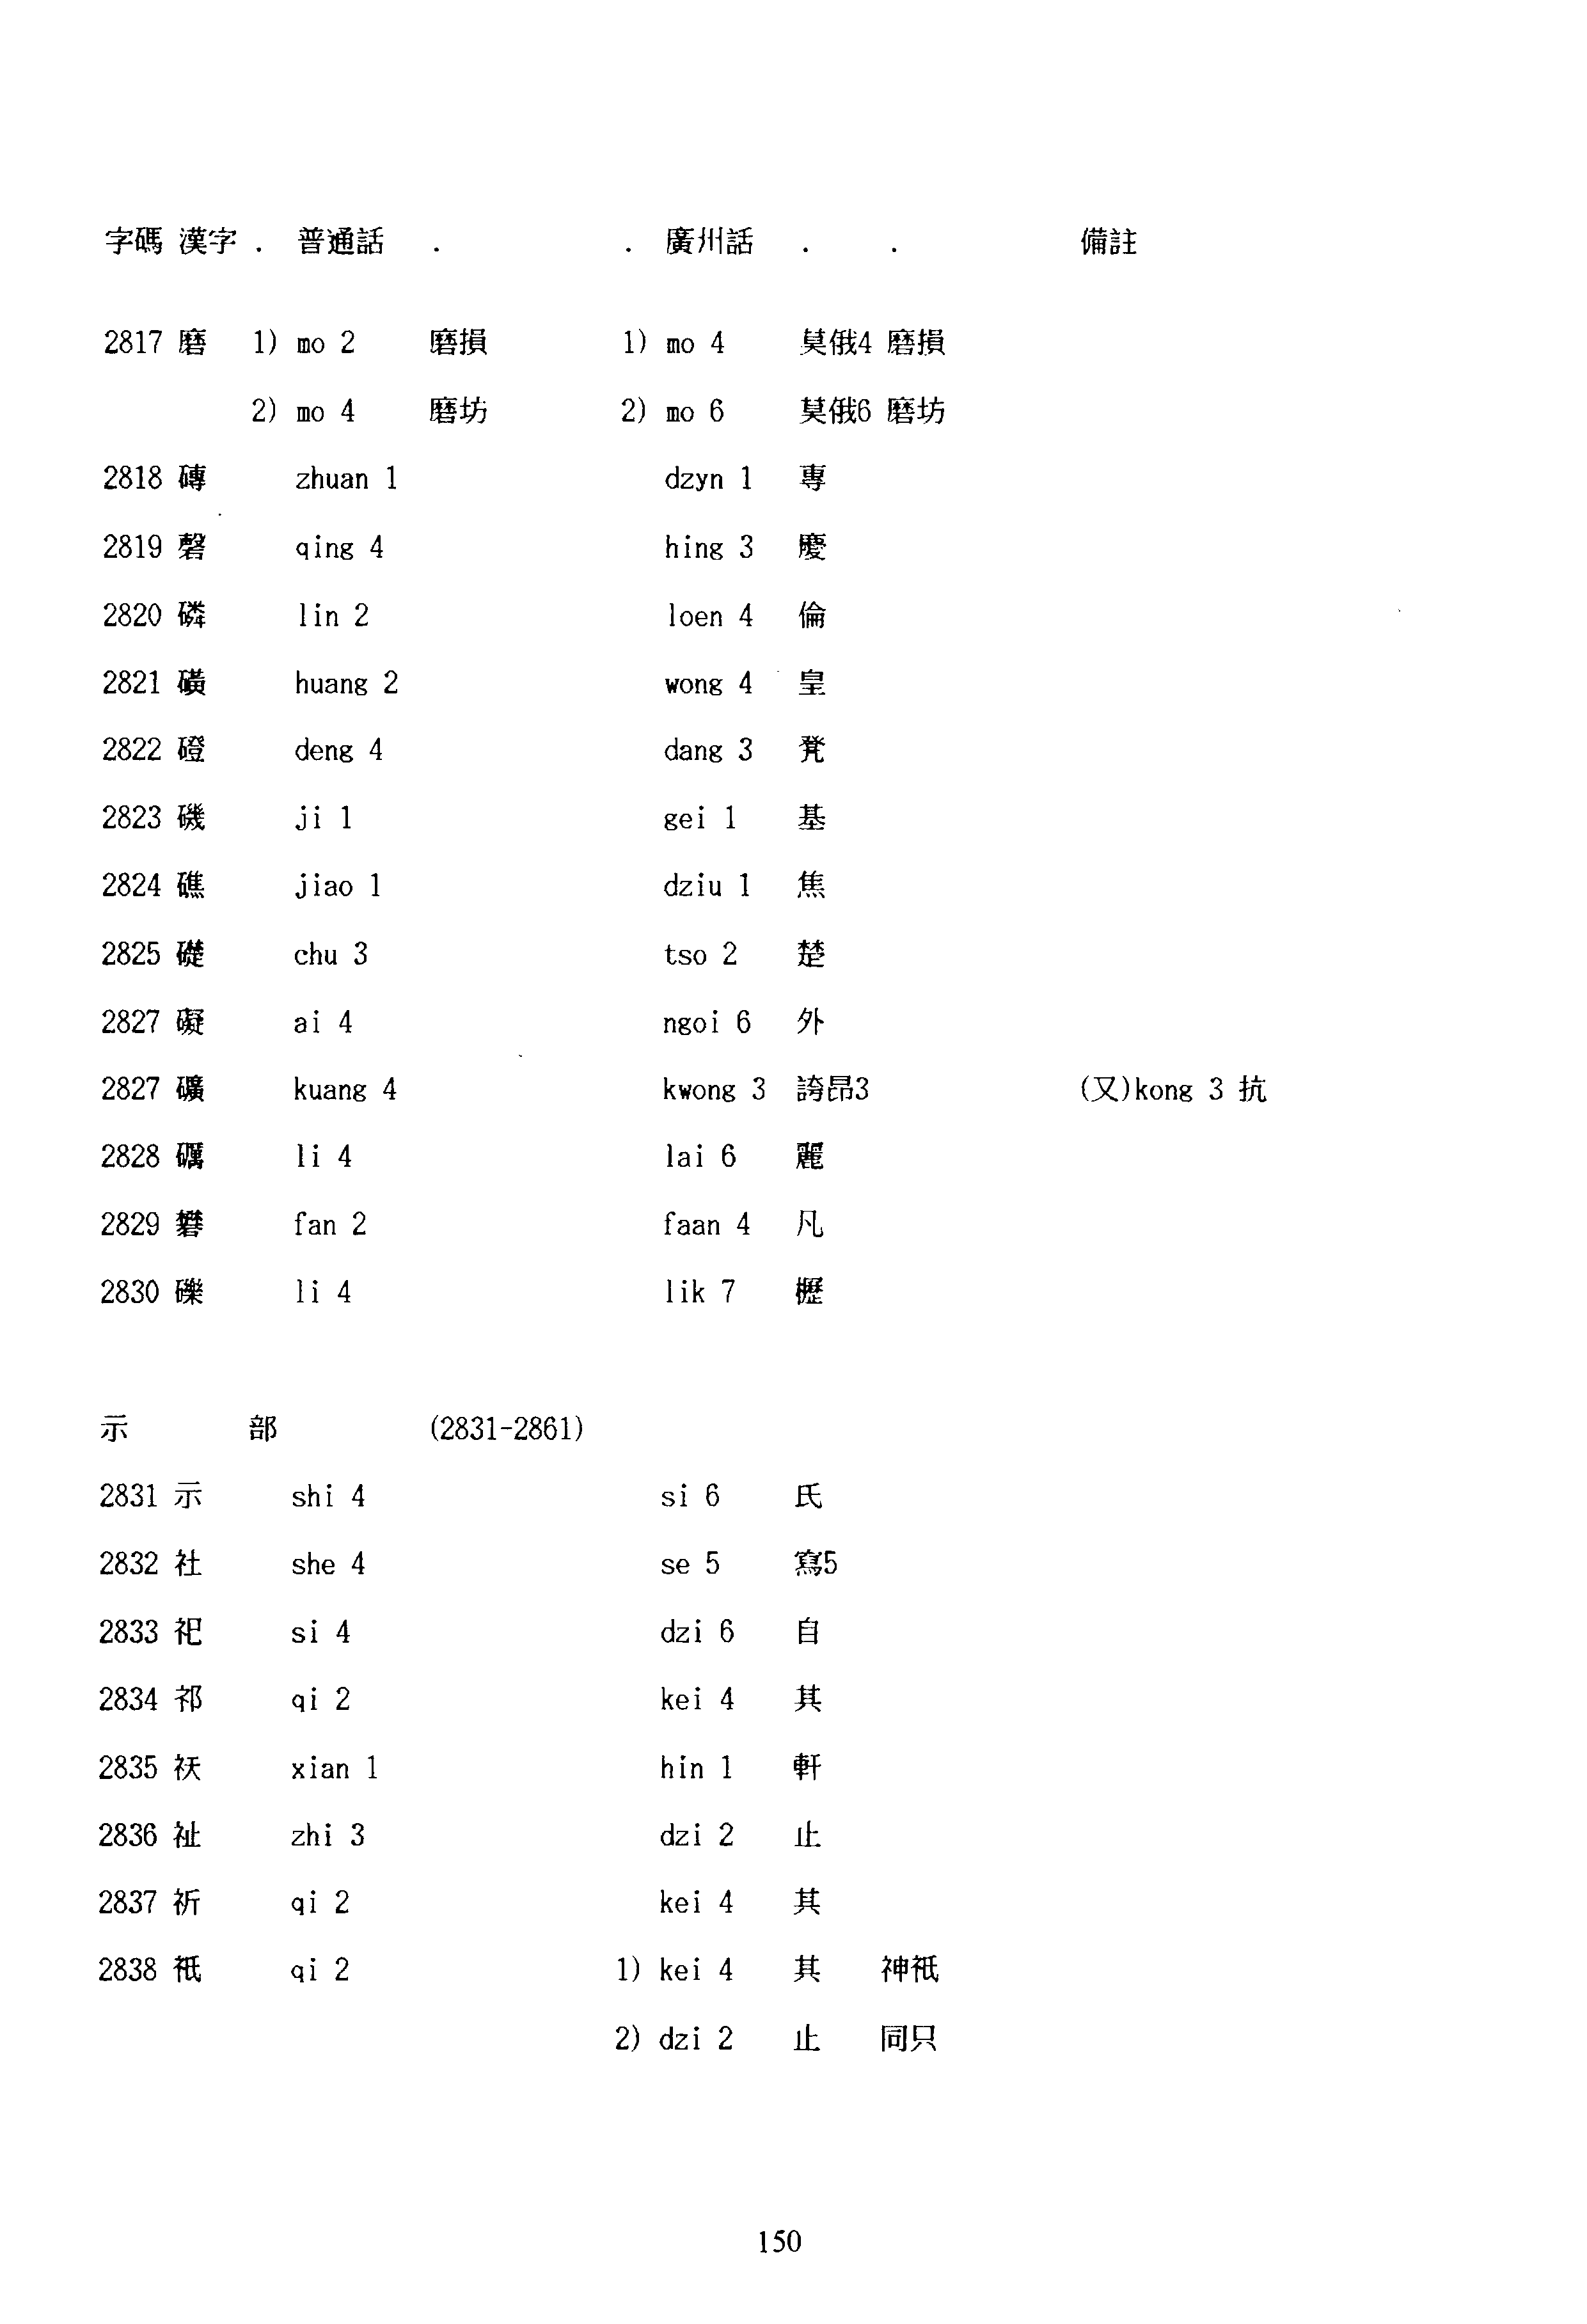 字碼 漢字 . 普通話 . . 廣州話 . . 備註
2817 磨 1) mo 2 磨損 1) mo 4 莫俄4 磨損
2) mo 4 磨坊 2) mo 6 莫俄6 磨坊
2818 磚 zhuan 1 dzyn 1 專
2819 磬 qing 4 hing 3 慶
2820 磷 lin 2 loen 4 倫
2821 磺 huang 2 wong 4 皇
2822 磴 deng 4 dang 3 凳
2823 磯 ji 1 gei 1 基
2824 礁 jiao 1 dziu 1 焦
2825 礎 chu 3 tso 2 楚
2827 礙 ai 4 ngoi 6 外
2827 礦 kuang 4 kwong 3 誇昂3 (又)kong 3 抗
2828 礪 li 4 lai 6 麗
2829 礬 fan 2 faan 4 凡
2830 礫 li 4 lik 7 櫪
示 部 (2831-2861)
2831 示 shi 4 si 6 氏
2832 社 she 4 se 5 寫5
2833 祀 si 4 dzi 6 自
2834 祁 qi 2 kei 4 其
2835 祆 xian 1 hin 1 軒
2836 祉 zhi 3 dzi 2 止
2837 祈 qi 2 kei 4 其
2838 祇 qi 2 1) kei 4 其 神祇
2) dzi 2 止 同只
150